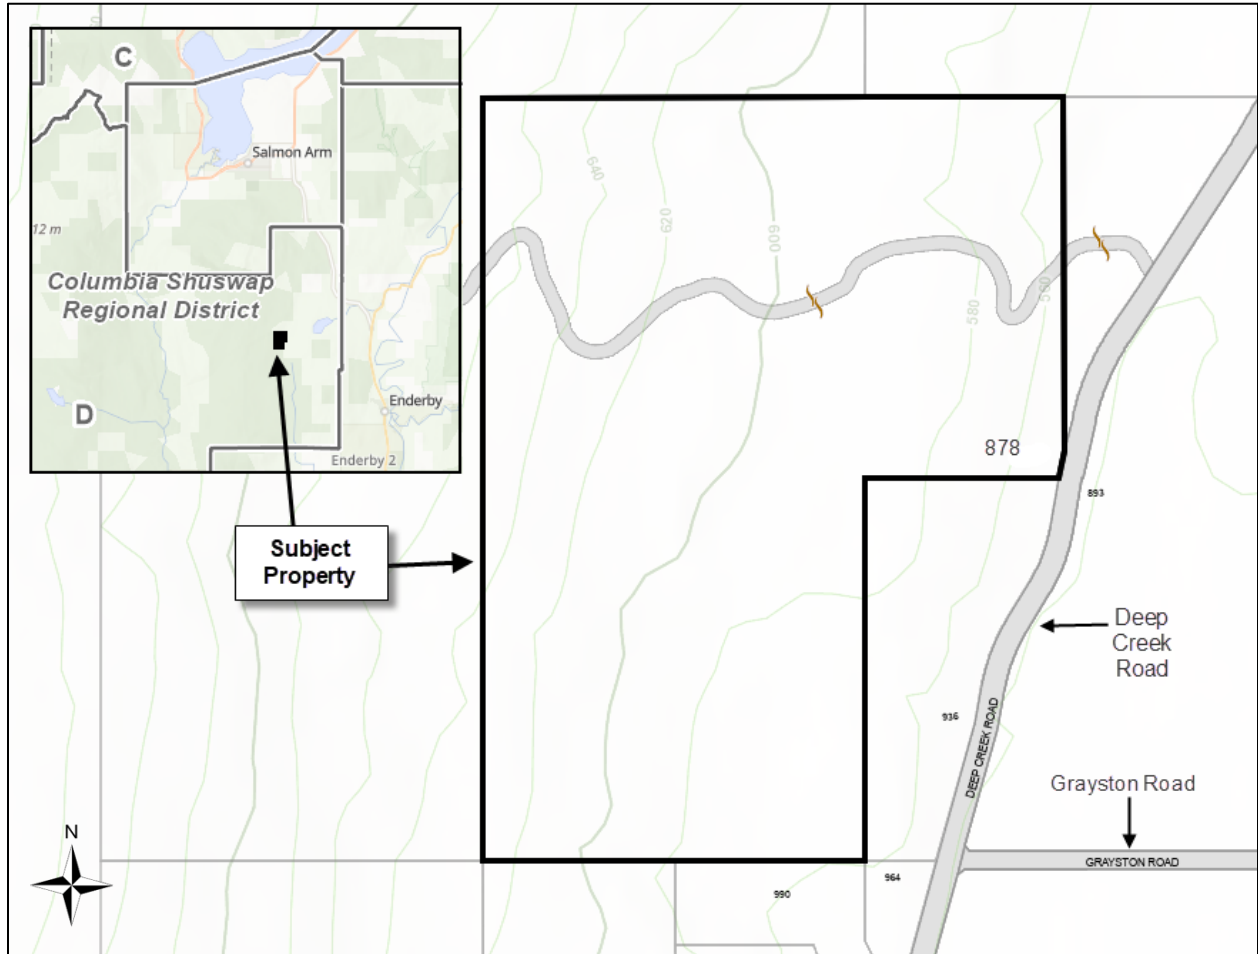 C
Salmon Arm
12 m
Columbia Shuswap
Regional District
D
Enderby
Enderby 2
Subject
Property
640
620
600
580
560
878
893
Deep
Creek
Road
936
DEEP CREEK ROAD
Grayston Road
GRAYSTON ROAD
964
990
N